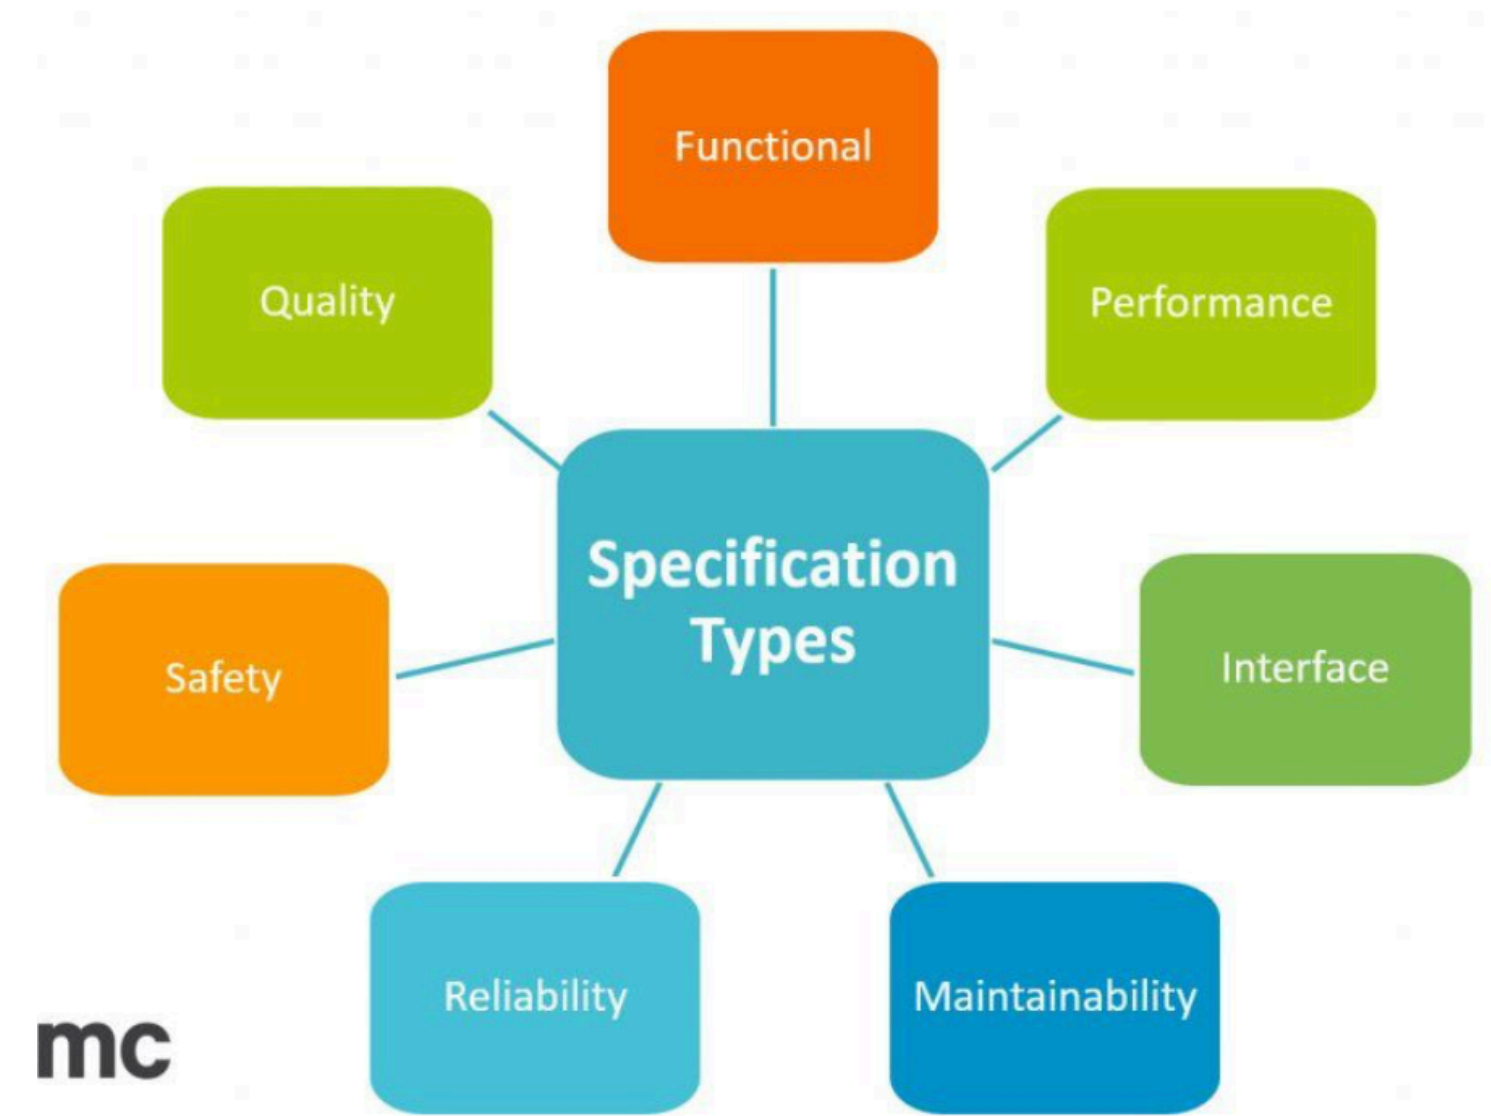 Functional
Quality
Performance
Specification
Types
Safety
Interface
Reliability
Maintainability
mc